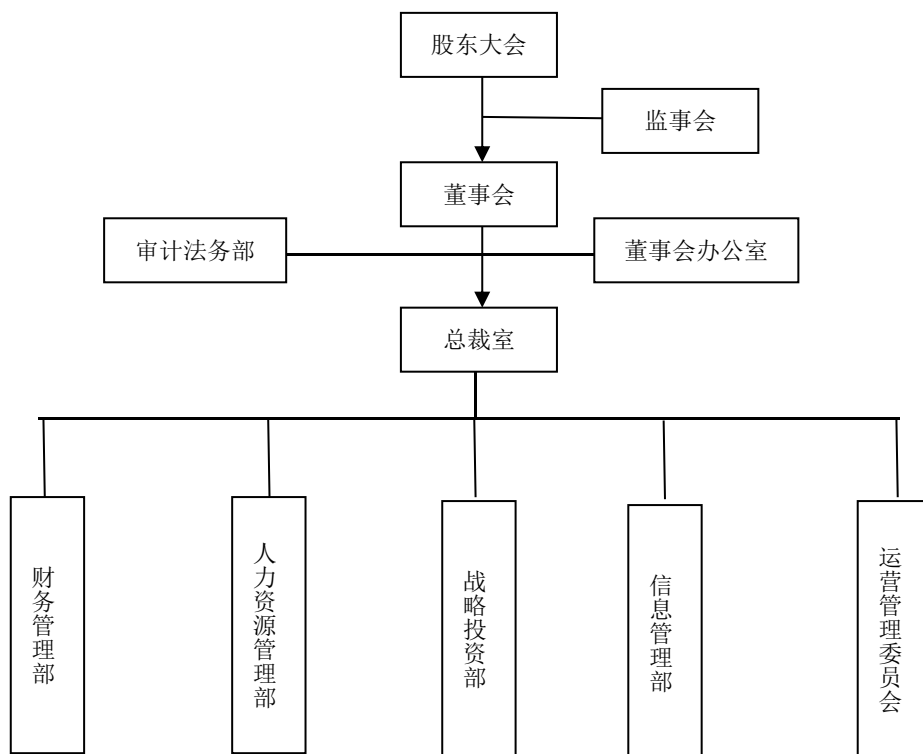 股东大会
监事会
董事会
审计法务部
董事会办公室
总裁室
财务管理部
人力资源管理部
战略投资部
信息管理部
运营管理委员会